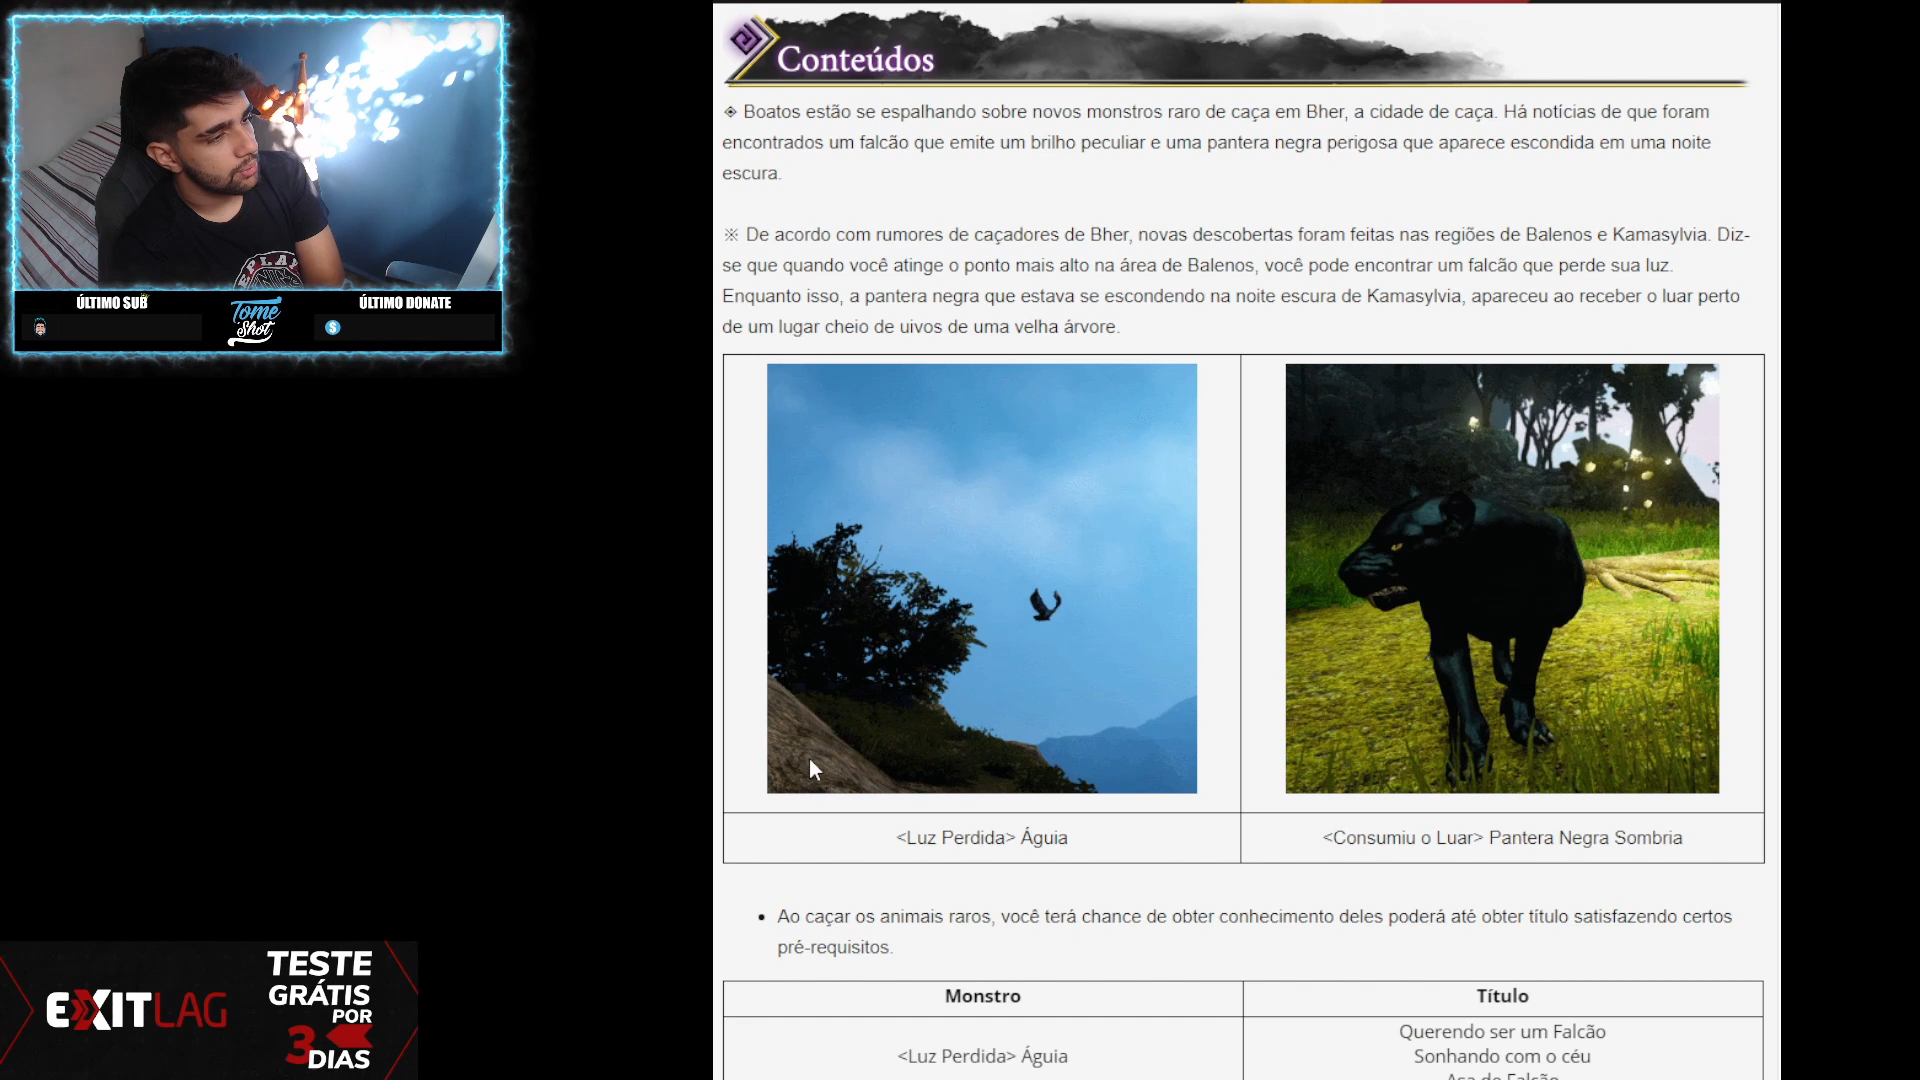 Conteúdos
◈ Boatos estão se espalhando sobre novos monstros raro de caça em Bher, a cidade de caça. Há notícias de que foram
encontrados um falcão que emite um brilho peculiar e uma pantera negra perigosa que aparece escondida em uma noite
escura.
※ De acordo com rumores de caçadores de Bher, novas descobertas foram feitas nas regiões de Balenos e Kamasylvia. Diz-
se que quando você atinge o ponto mais alto na área de Balenos, você pode encontrar um falcão que perde sua luz.
Enquanto isso, a pantera negra que estava se escondendo na noite escura de Kamasylvia, apareceu ao receber o luar perto
de um lugar cheio de uivos de uma velha árvore.
<Luz Perdida> Águia
<Consumiu o Luar> Pantera Negra Sombria
• Ao caçar os animais raros, você terá chance de obter conhecimento deles poderá até obter título satisfazendo certos
pré-requisitos.
Monstro
Título
<Luz Perdida> Águia
Querendo ser um Falcão
Sonhando com o céu
Asa de Falcão
ÚLTIMO SUB
Tome
Shot
ÚLTIMO DONATE
$
EXITLAG
TESTE
GRÁTIS
POR
3
DIAS